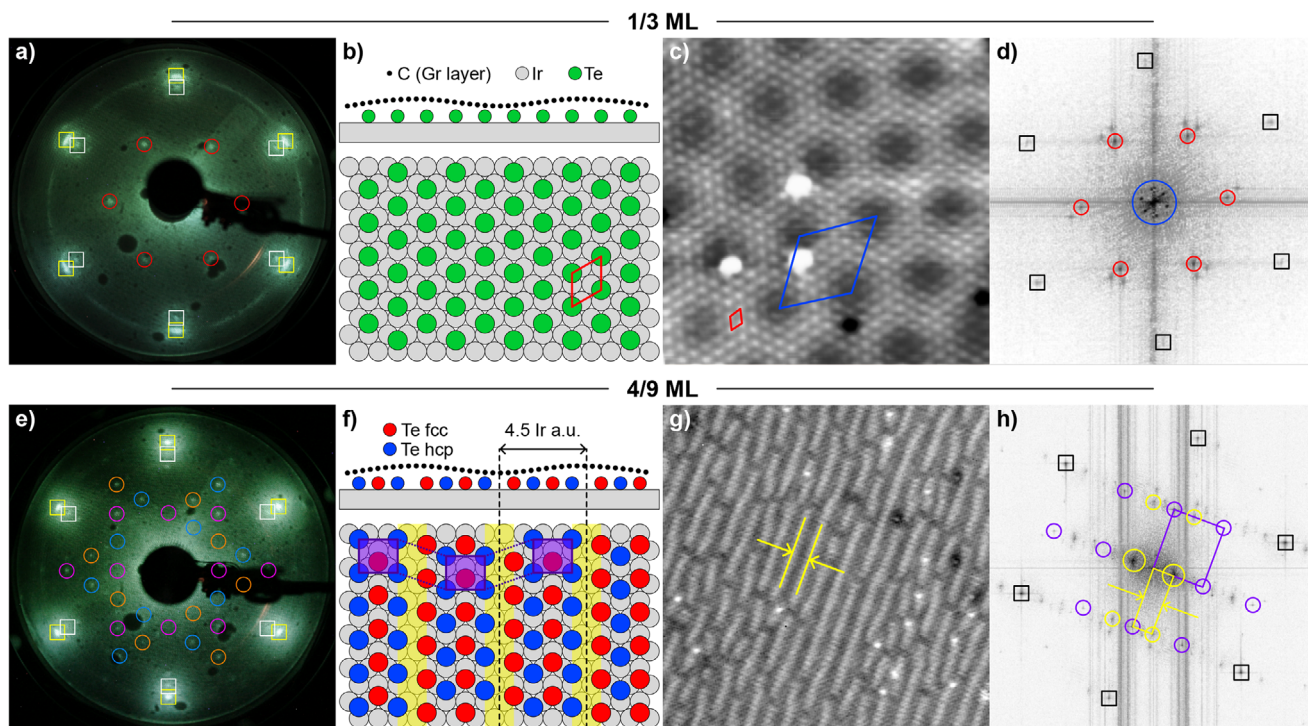 1/3 ML
a)
b)
C (Gr layer) Ir Te
c)
d)
4/9 ML
e)
f)
Te fcc
Te hcp
4.5 Ir a.u.
g)
h)